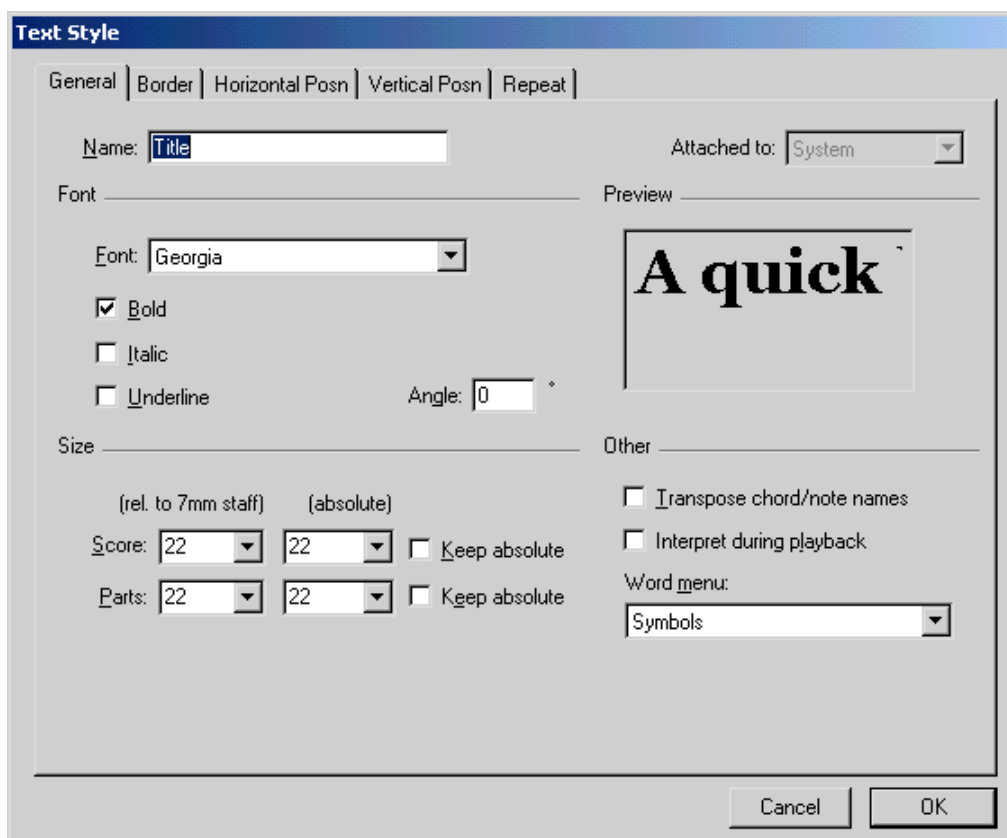 Text Style
General Border Horizontal Posn Vertical Posn Repeat
Name: Title Attached to: System
Font Preview
Font: Georgia
A quick
Bold
Italic
Underline Angle: 0 °
Size Other
(rel. to 7mm staff) (absolute)
Transpose chord/note names
Score: 22 22 Keep absolute
Interpret during playback
Parts: 22 22 Keep absolute
Word menu:
Symbols
Cancel OK